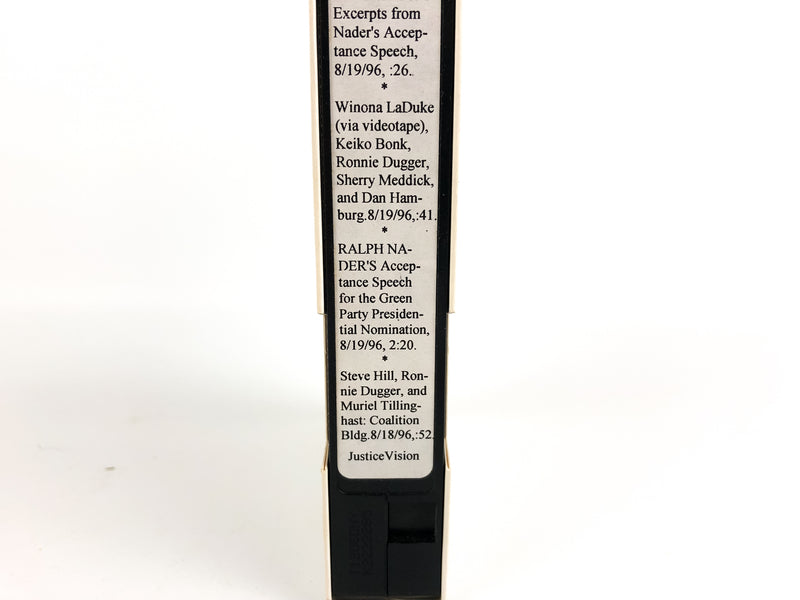 Excerpts from
Nader's Accep-
tance Speech,
8/19/96, :26.
*
Winona LaDuke
(via videotape),
Keiko Bonk,
Ronnie Dugger,
Sherry Meddick,
and Dan Ham-
burg.8/19/96,:41.
*
RALPH NA-
DER'S Accep-
tance Speech
for the Green
Party Presiden-
tial Nomination,
8/19/96, 2:20.
*
Steve Hill, Ron-
nie Dugger, and
Muriel Tilling-
hast: Coalition
Bldg.8/18/96,:52.
JusticeVision